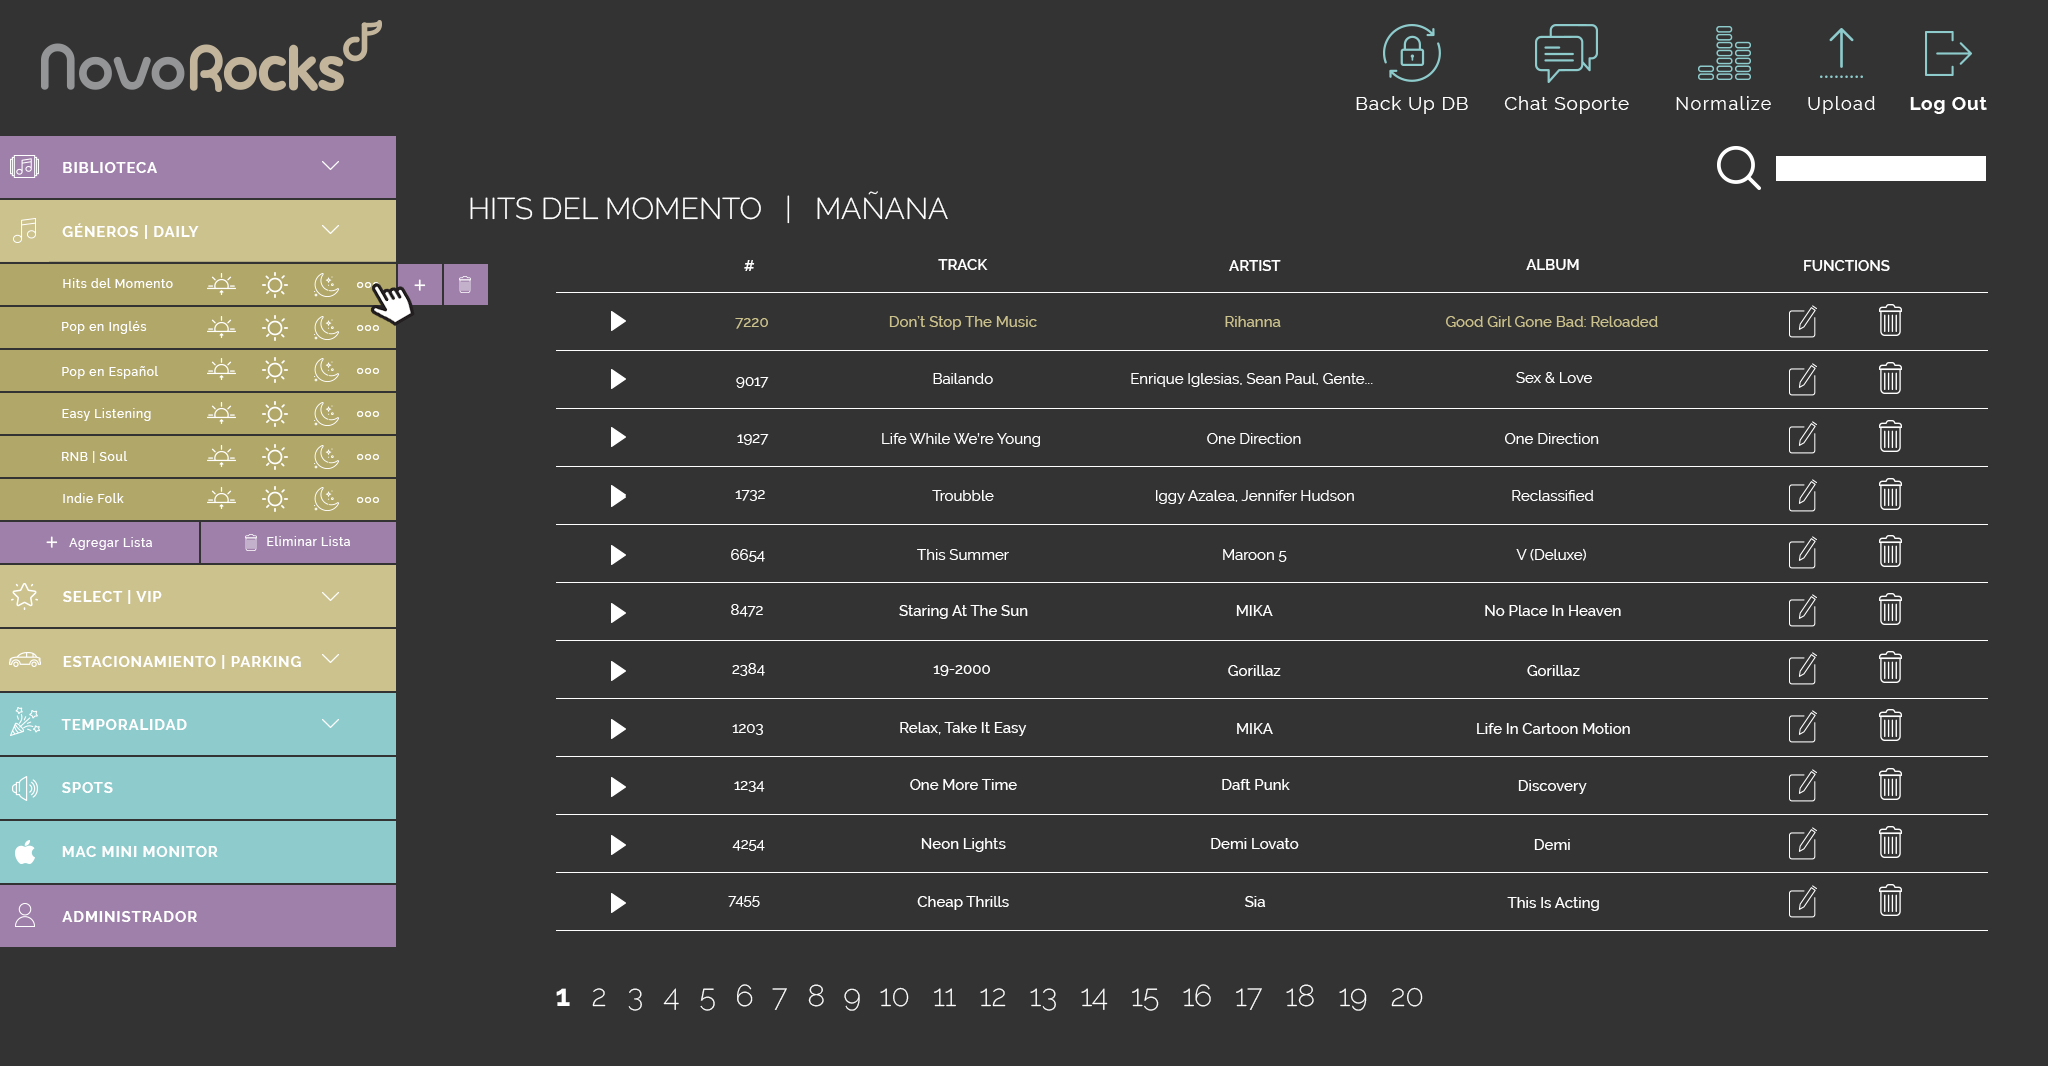 NovoRocks
Back Up DB
Chat Soporte
Normalize
Upload
Log Out
BIBLIOTECA
GÉNEROS | DAILY
Hits del Momento
Pop en Inglés
Pop en Español
Easy Listening
RNB | Soul
Indie Folk
+ Agregar Lista
Eliminar Lista
SELECT | VIP
ESTACIONAMIENTO | PARKING
TEMPORALIDAD
SPOTS
MAC MINI MONITOR
ADMINISTRADOR
+
HITS DEL MOMENTO | MAÑANA
# TRACK ARTIST ALBUM FUNCTIONS
7220 Don't Stop The Music Rihanna Good Girl Gone Bad: Reloaded
9017 Bailando Enrique Iglesias, Sean Paul, Gente... Sex & Love
1927 Life While We're Young One Direction One Direction
1732 Troubble Iggy Azalea, Jennifer Hudson Reclassified
6654 This Summer Maroon 5 V (Deluxe)
8472 Staring At The Sun MIKA No Place In Heaven
2384 19-2000 Gorillaz Gorillaz
1203 Relax, Take It Easy MIKA Life In Cartoon Motion
1234 One More Time Daft Punk Discovery
4254 Neon Lights Demi Lovato Demi
7455 Cheap Thrills Sia This Is Acting
1 2 3 4 5 6 7 8 9 10 11 12 13 14 15 16 17 18 19 20